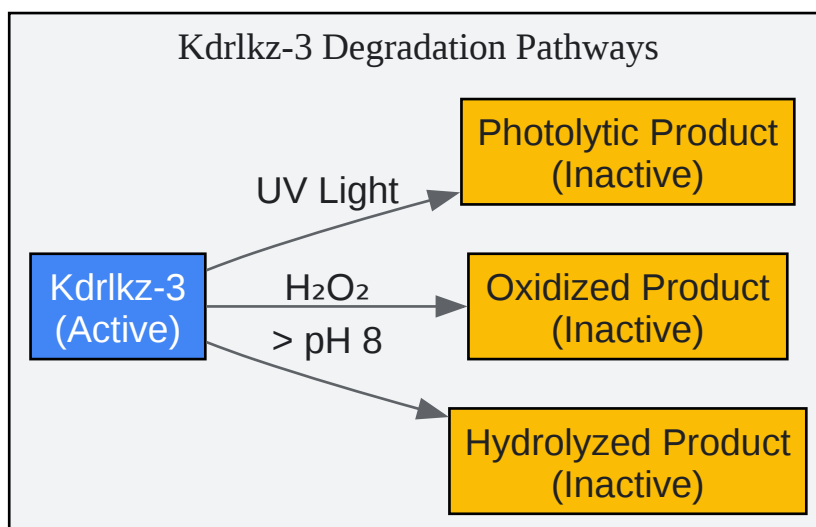 Kdrlkz-3 Degradation Pathways
Photolytic Product
(Inactive)
UV Light
Kdrlkz-3
(Active)
H₂O₂
Oxidized Product
(Inactive)
> pH 8
Hydrolyzed Product
(Inactive)